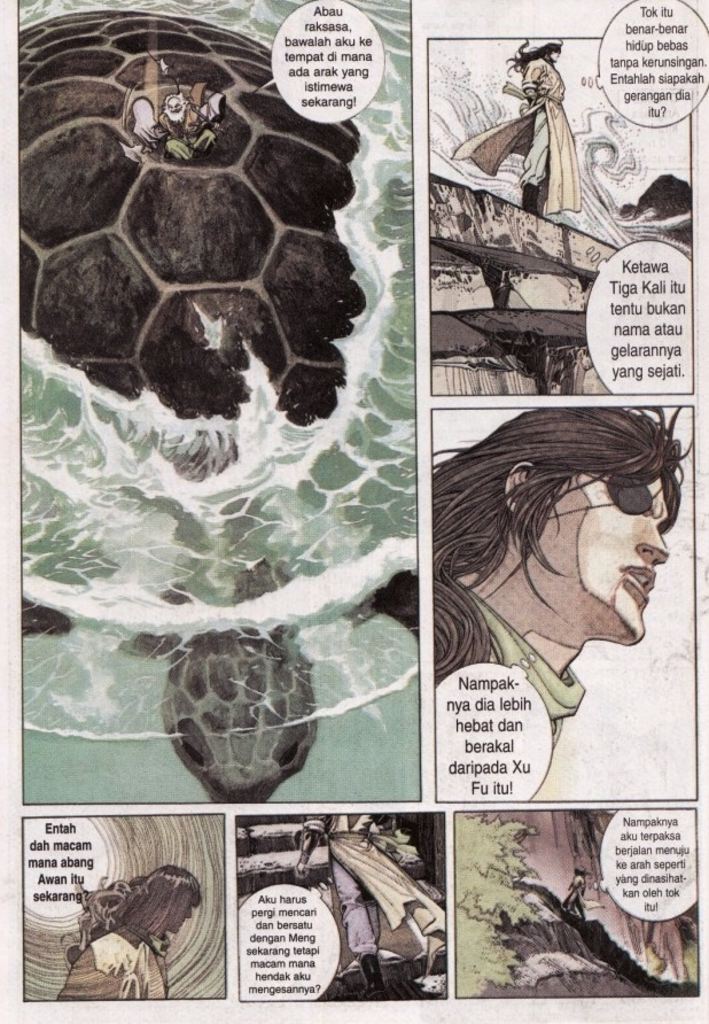 Abau
raksasa,
bawalah aku ke
tempat di mana
ada arak yang
istimewa
sekarang!
Tok itu
benar-benar
hidup bebas
tanpa kerunsingan.
Entahlah siapakah
gerangan dia
itu?
Ketawa
Tiga Kali itu
tentu bukan
nama atau
gelarannya
yang sejati.
Nampak-
nya dia lebih
hebat dan
berakal
daripada Xu
Fu itu!
Entah
dah macam
mana abang
Awan itu
sekarang?
Aku harus
pergi mencari
dan bersatu
dengan Meng
sekarang tetapi
macam mana
hendak aku
mengesannya?
Nampaknya
aku terpaksa
berjalan menuju
ke arah seperti
yang dinasihat-
kan oleh tok
itu!